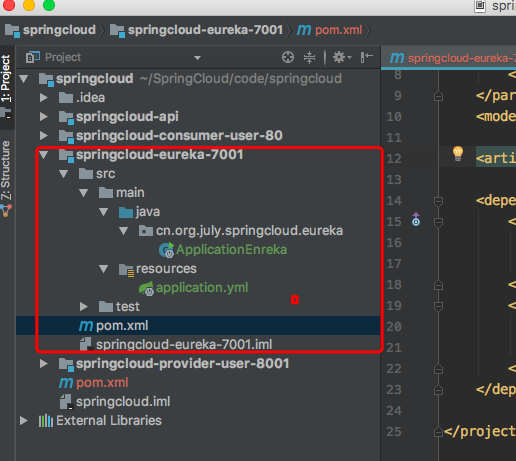 spri
springcloud springcloud-eureka-7001 pom.xml
1: Project
7: Structure
Project
springcloud ~/SpringCloud/code/springcloud
.idea
springcloud-api
springcloud-consumer-user-80
springcloud-eureka-7001
src
main
java
cn.org.july.springcloud.eureka
ApplicationEnreka
resources
application.yml
test
pom.xml
springcloud-eureka-7001.iml
springcloud-provider-user-8001
pom.xml
springcloud.iml
External Libraries
springcloud-eureka-7
8 <
9 </par
10 <mode
11
12 <arti
13
14 <depe
15 <
16
17
18 <
19 <
20
21
22 <
23 </dep
24
25 </project